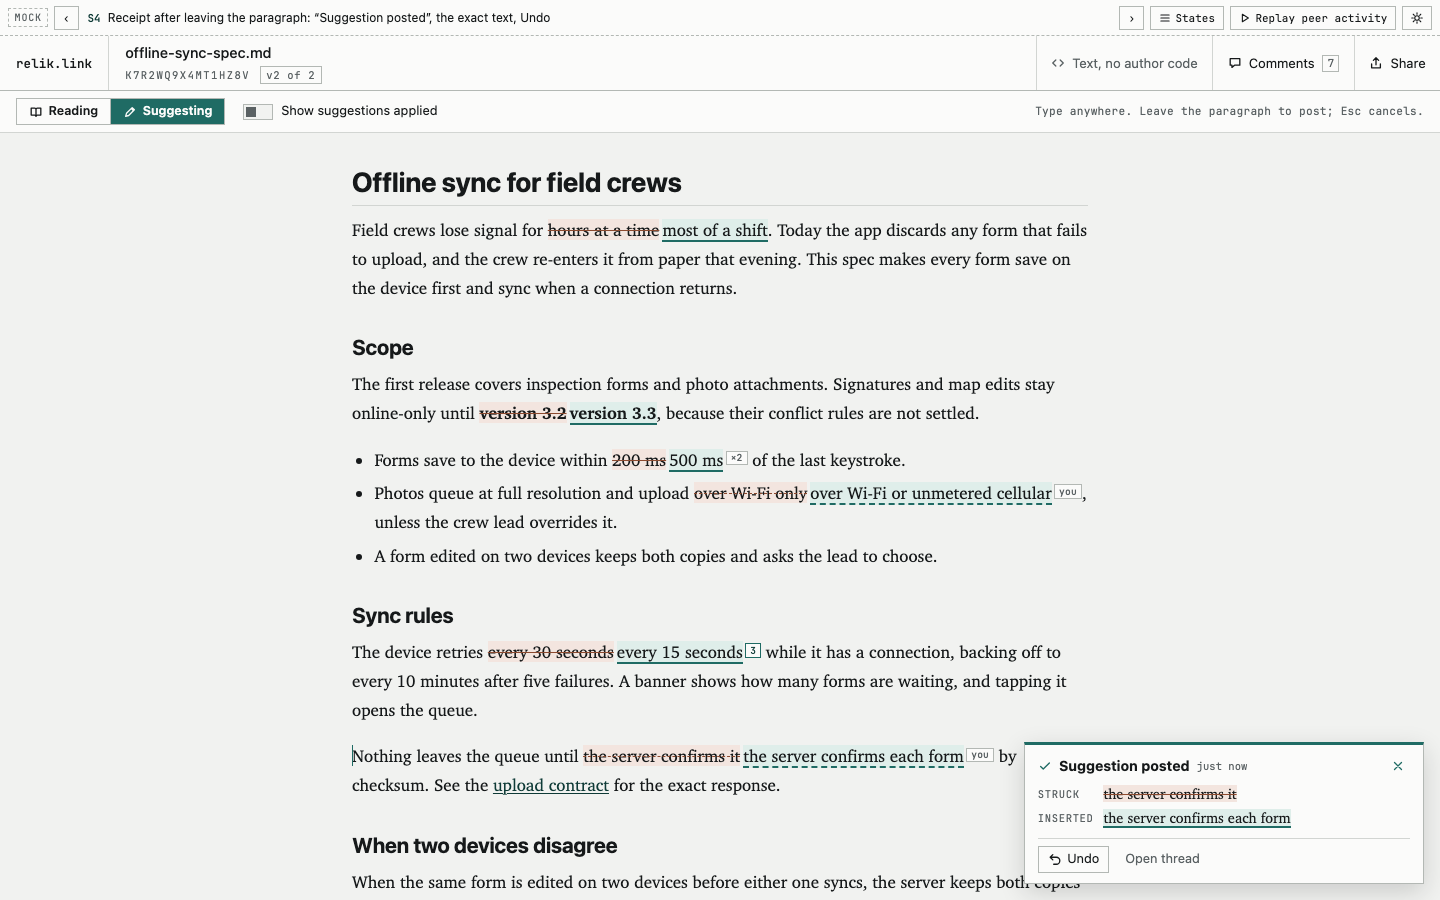 MOCK ‹ S4 Receipt after leaving the paragraph: “Suggestion posted”, the exact text, Undo › States Replay peer activity
relik.link
offline-sync-spec.md
K7R2WQ9X4MT1HZ8V v2 of 2
Text, no author code Comments 7 Share
Reading Suggesting Show suggestions applied Type anywhere. Leave the paragraph to post; Esc cancels.
Offline sync for field crews
Field crews lose signal for hours at a time most of a shift. Today the app discards any form that fails
to upload, and the crew re-enters it from paper that evening. This spec makes every form save on
the device first and sync when a connection returns.
Scope
The first release covers inspection forms and photo attachments. Signatures and map edits stay
online-only until version 3.2 version 3.3, because their conflict rules are not settled.
• Forms save to the device within 200 ms 500 ms ×2 of the last keystroke.
• Photos queue at full resolution and upload over Wi-Fi only over Wi-Fi or unmetered cellular you,
unless the crew lead overrides it.
• A form edited on two devices keeps both copies and asks the lead to choose.
Sync rules
The device retries every 30 seconds every 15 seconds 3 while it has a connection, backing off to
every 10 minutes after five failures. A banner shows how many forms are waiting, and tapping it
opens the queue.
Nothing leaves the queue until the server confirms it the server confirms each form you by
checksum. See the upload contract for the exact response.
When two devices disagree
When the same form is edited on two devices before either one syncs, the server keeps both copies
Suggestion posted just now
STRUCK the server confirms it
INSERTED the server confirms each form
Undo Open thread